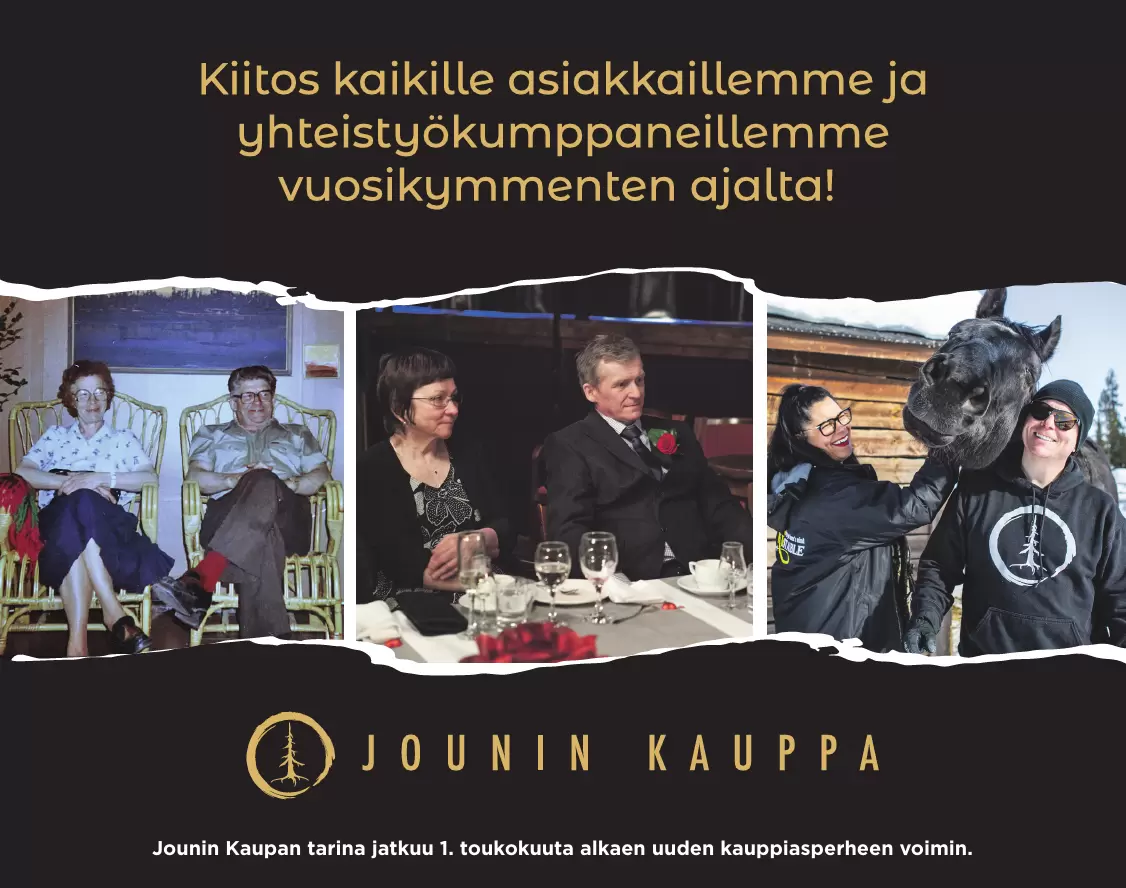 Kiitos kaikille asiakkaillemme ja
yhteistyökumppaneillemme
vuosikymmenten ajalta!
JOUNIN KAUPPA
Jounin Kaupan tarina jatkuu 1. toukokuuta alkaen uuden kauppiasperheen voimin.